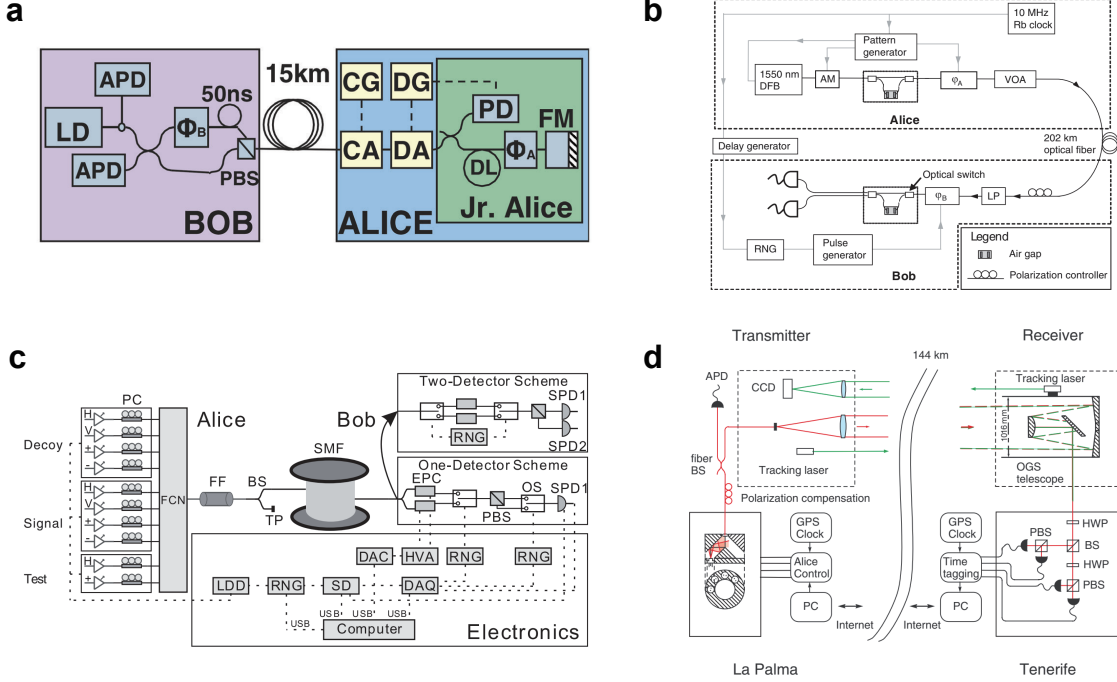 a
APD
50ns
15km
LD
ΦB
APD
PBS
BOB
CG
DG
PD
FM
CA
DA
DL
ΦA
Jr. Alice
ALICE
b
10 MHz
Rb clock
Pattern
generator
1550 nm
DFB
AM
φA
VOA
Alice
202 km
optical fiber
Delay generator
Optical switch
φB
LP
RNG
Pulse
generator
Bob
Legend
Air gap
Polarization controller
c
PC
Alice
H
V
+
-
Decoy
H
V
+
-
Signal
H
+
Test
FCN
FF
BS
TP
SMF
Bob
Two-Detector Scheme
SPD1
RNG
SPD2
One-Detector Scheme
EPC
OS
SPD1
PBS
DAC
HVA
RNG
RNG
LDD
RNG
SD
DAQ
USB
USB
USB
USB
Computer
Electronics
d
Transmitter
Receiver
144 km
APD
CCD
Tracking laser
fiber
BS
Tracking laser
1016 mm
OGS
telescope
Polarization compensation
GPS
Clock
Alice
Control
PC
Internet
GPS
Clock
Time
tagging
PC
Internet
PBS
HWP
BS
HWP
PBS
La Palma
Tenerife